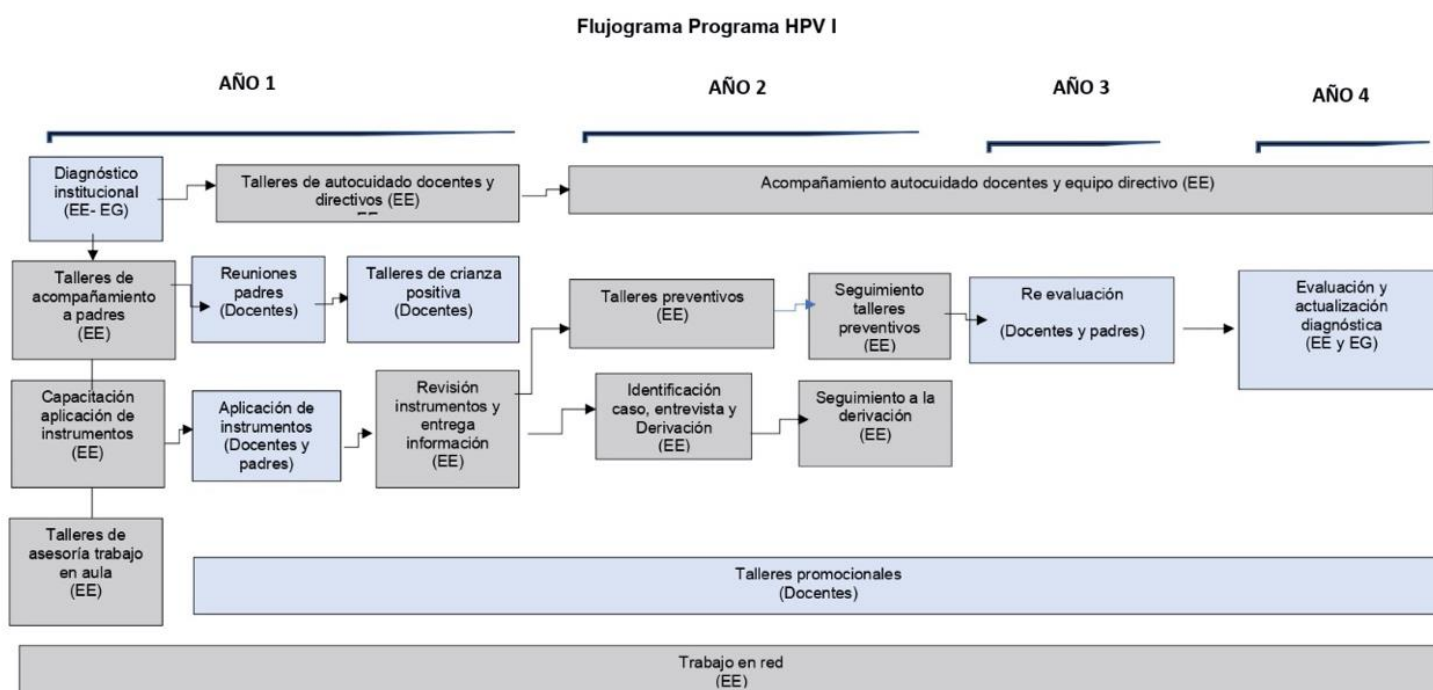 Flujograma Programa HPV I
AÑO 1
AÑO 2
AÑO 3
AÑO 4
Diagnóstico
institucional
(EE- EG)
Talleres de autocuidado docentes y
directivos (EE)
Acompañamiento autocuidado docentes y equipo directivo (EE)
Talleres de
acompañamiento
a padres
(EE)
Reuniones
padres
(Docentes)
Talleres de crianza
positiva
(Docentes)
Talleres preventivos
(EE)
Seguimiento
talleres
preventivos
(EE)
Re evaluación
(Docentes y padres)
Evaluación y
actualización
diagnóstica
(EE y EG)
Capacitación
aplicación de
instrumentos
(EE)
Aplicación de
instrumentos
(Docentes y
padres)
Revisión
instrumentos y
entrega
información
(EE)
Identificación
caso, entrevista y
Derivación
(EE)
Seguimiento a la
derivación
(EE)
Talleres de
asesoría trabajo
en aula
(EE)
Talleres promocionales
(Docentes)
Trabajo en red
(EE)